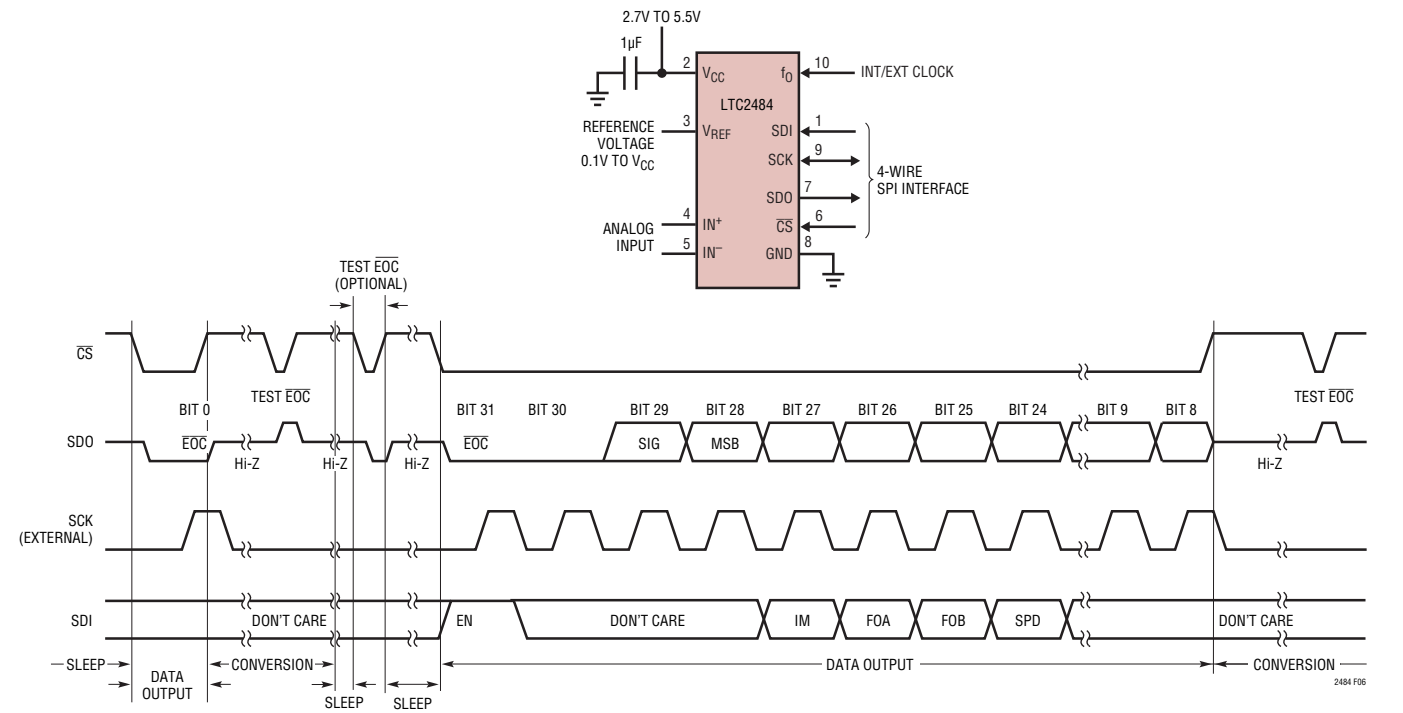 2.7V TO 5.5V
1µF
2
VCC
fO
10
INT/EXT CLOCK
LTC2484
REFERENCE
VOLTAGE
0.1V TO VCC
3
VREF
SDI
1
SCK
9
4-WIRE
SPI INTERFACE
SDO
7
ANALOG
INPUT
4
IN+
CS
6
5
IN–
GND
8
TEST EOC
(OPTIONAL)
CS
TEST EOC
TEST EOC
BIT 0
BIT 31
BIT 30
BIT 29
BIT 28
BIT 27
BIT 26
BIT 25
BIT 24
BIT 9
BIT 8
SDO
EOC
Hi-Z
Hi-Z
Hi-Z
EOC
SIG
MSB
Hi-Z
SCK
(EXTERNAL)
SDI
DON'T CARE
EN
DON'T CARE
IM
FOA
FOB
SPD
DON'T CARE
SLEEP
DATA
OUTPUT
CONVERSION
SLEEP
SLEEP
DATA OUTPUT
CONVERSION
2484 F06